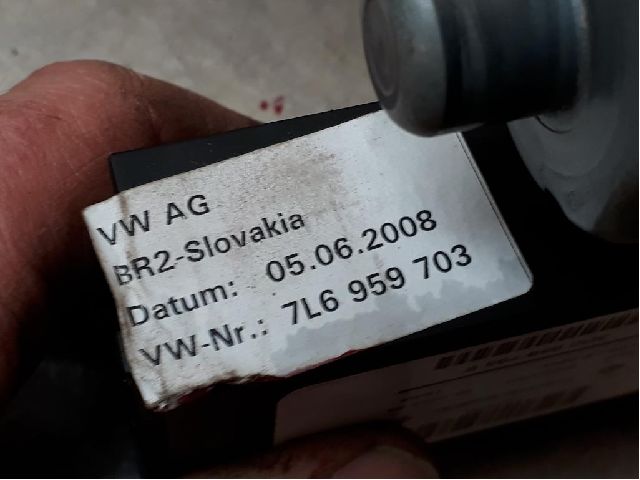 VW AG
BR2-Slovakia
Datum: 05.06.2008
VW-Nr.: 7L6 959 703